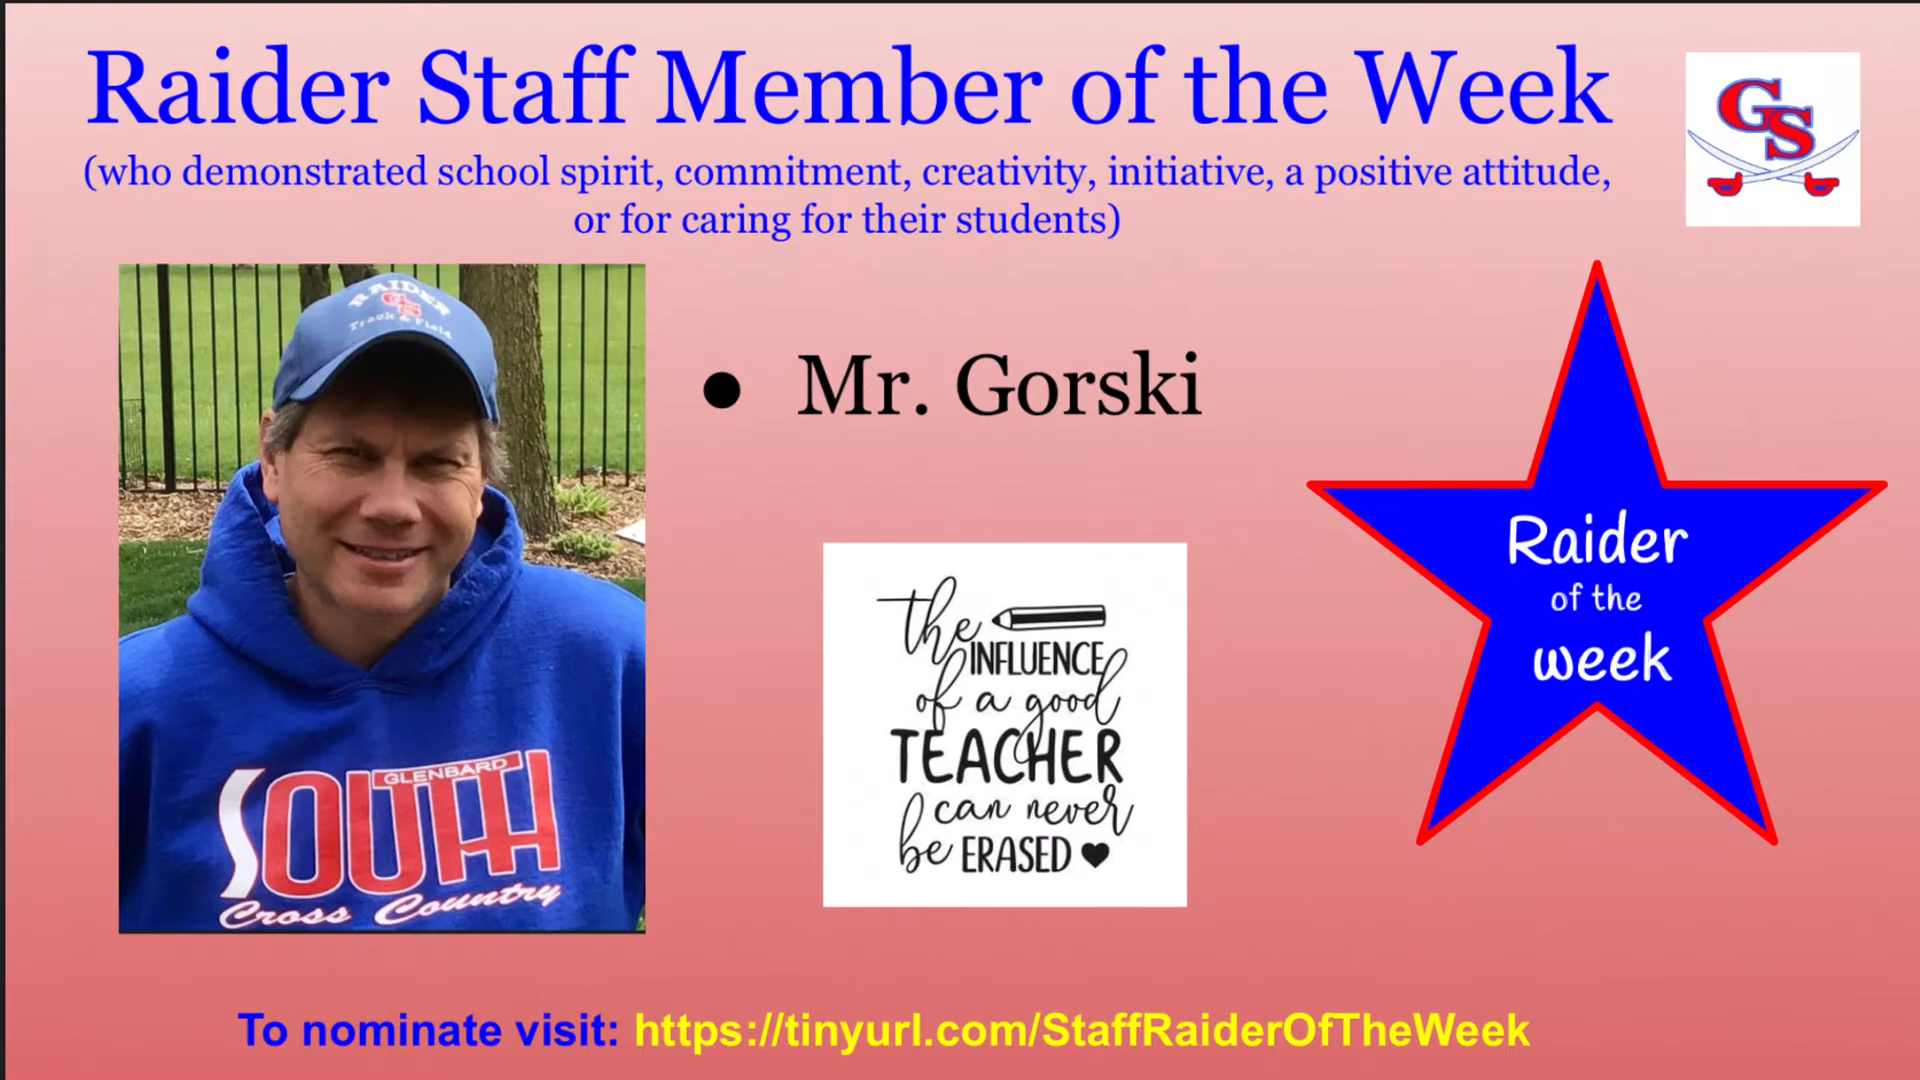 Raider Staff Member of the Week
(who demonstrated school spirit, commitment, creativity, initiative, a positive attitude,
or for caring for their students)
GS
RAIDER
GS
Track & Field
● Mr. Gorski
Raider
of the
week
the
INFLUENCE
of a good
TEACHER
can never
be ERASED
GLENBARD
SOUTH
Cross Country
To nominate visit: https://tinyurl.com/StaffRaiderOfTheWeek